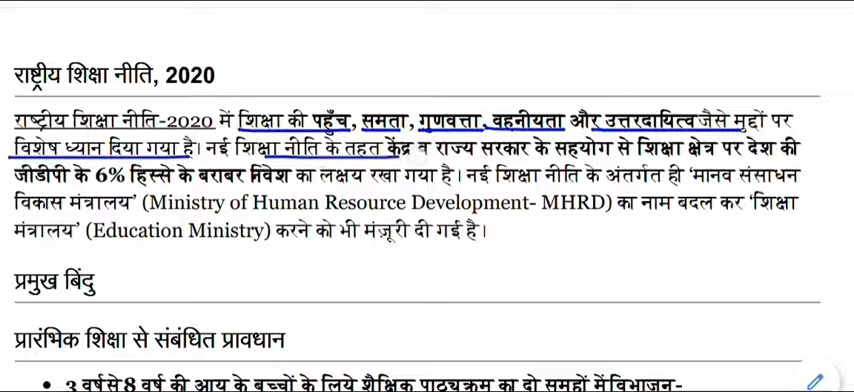 राष्ट्रीय शिक्षा नीति, 2020
राष्ट्रीय शिक्षा नीति-2020 में शिक्षा की पहुँच, समता, गुणवत्ता, वहनीयता और उत्तरदायित्व जैसे मुद्दों पर
विशेष ध्यान दिया गया है। नई शिक्षा नीति के तहत केंद्र व राज्य सरकार के सहयोग से शिक्षा क्षेत्र पर देश की
जीडीपी के 6% हिस्से के बराबर निवेश का लक्षय रखा गया है। नई शिक्षा नीति के अंतर्गत ही ‘मानव संसाधन
विकास मंत्रालय’ (Ministry of Human Resource Development- MHRD) का नाम बदल कर ‘शिक्षा
मंत्रालय’ (Education Ministry) करने को भी मंज़ूरी दी गई है।
प्रमुख बिंदु
प्रारंभिक शिक्षा से संबंधित प्रावधान
• 3 वर्ष से 8 वर्ष की आयु के बच्चों के लिये शैक्षिक पाठ्यक्रम का दो समूहों में विभाजन-